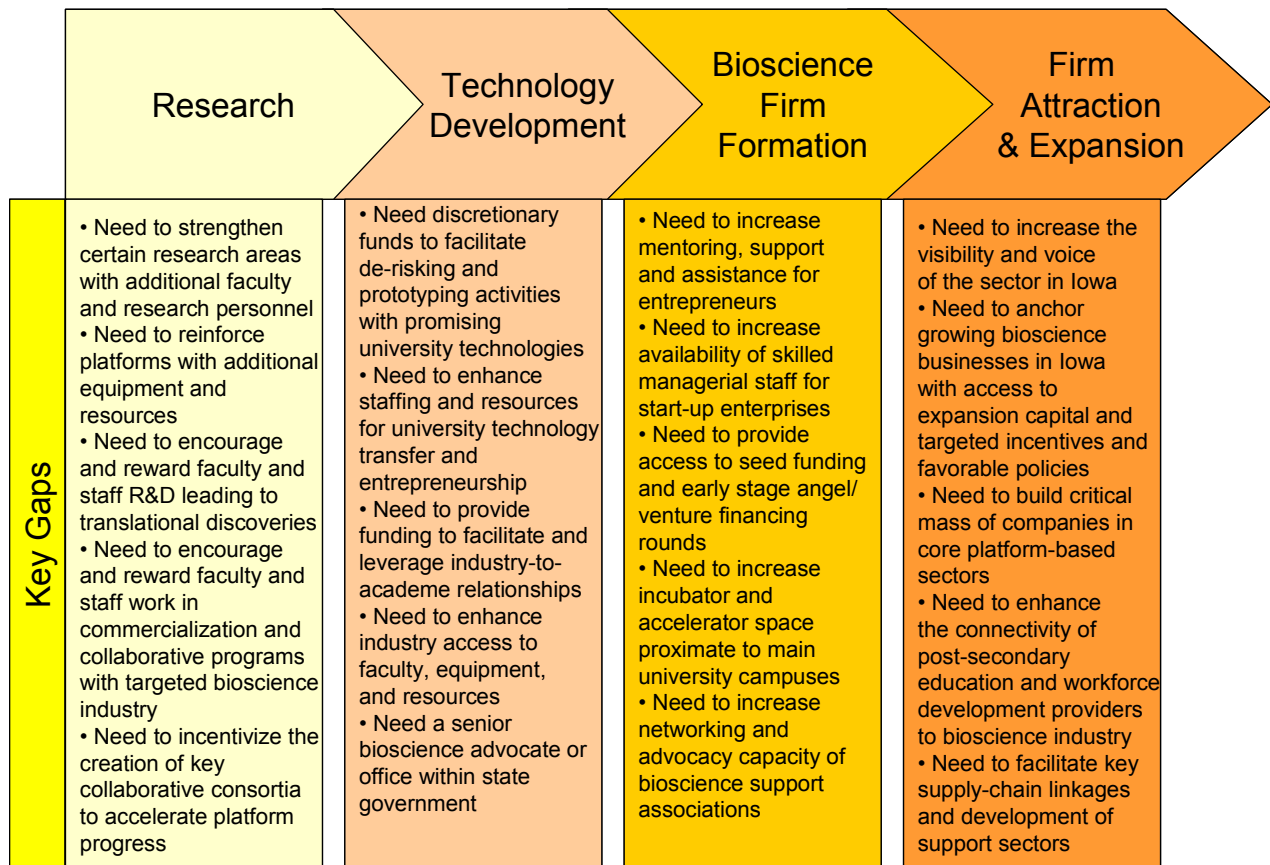 Research
Technology
Development
Bioscience
Firm
Formation
Firm
Attraction
& Expansion
Key Gaps
• Need to strengthen
certain research areas
with additional faculty
and research personnel
• Need to reinforce
platforms with additional
equipment and
resources
• Need to encourage
and reward faculty and
staff R&D leading to
translational discoveries
• Need to encourage
and reward faculty and
staff work in
commercialization and
collaborative programs
with targeted bioscience
industry
• Need to incentivize the
creation of key
collaborative consortia
to accelerate platform
progress
• Need discretionary
funds to facilitate
de-risking and
prototyping activities
with promising
university technologies
• Need to enhance
staffing and resources
for university technology
transfer and
entrepreneurship
• Need to provide
funding to facilitate and
leverage industry-to-
academe relationships
• Need to enhance
industry access to
faculty, equipment,
and resources
• Need a senior
bioscience advocate or
office within state
government
• Need to increase
mentoring, support
and assistance for
entrepreneurs
• Need to increase
availability of skilled
managerial staff for
start-up enterprises
• Need to provide
access to seed funding
and early stage angel/
venture financing
rounds
• Need to increase
incubator and
accelerator space
proximate to main
university campuses
• Need to increase
networking and
advocacy capacity of
bioscience support
associations
• Need to increase the
visibility and voice
of the sector in Iowa
• Need to anchor
growing bioscience
businesses in Iowa
with access to
expansion capital and
targeted incentives and
favorable policies
• Need to build critical
mass of companies in
core platform-based
sectors
• Need to enhance
the connectivity of
post-secondary
education and workforce
development providers
to bioscience industry
• Need to facilitate key
supply-chain linkages
and development of
support sectors